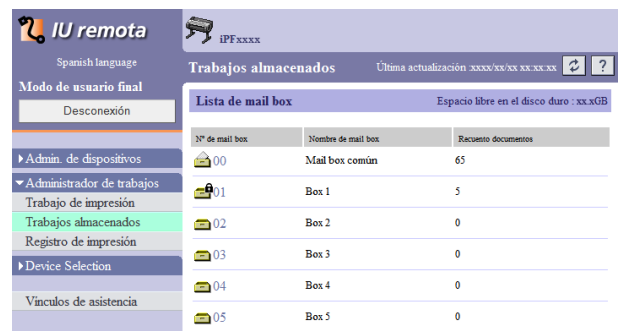 IU remota
iPFxxxx
Spanish language
Trabajos almacenados Última actualización :xxxx/xx/xx xx:xx:xx ?
Modo de usuario final
Desconexión
Lista de mail box Espacio libre en el disco duro : xx.xGB
Nº de mail box Nombre de mail box Recuento documentos
Admin. de dispositivos
Administrador de trabajos
Trabajo de impresión
Trabajos almacenados
Registro de impresión
Device Selection
Vínculos de asistencia
00 Mail box común 65
01 Box 1 5
02 Box 2 0
03 Box 3 0
04 Box 4 0
05 Box 5 0